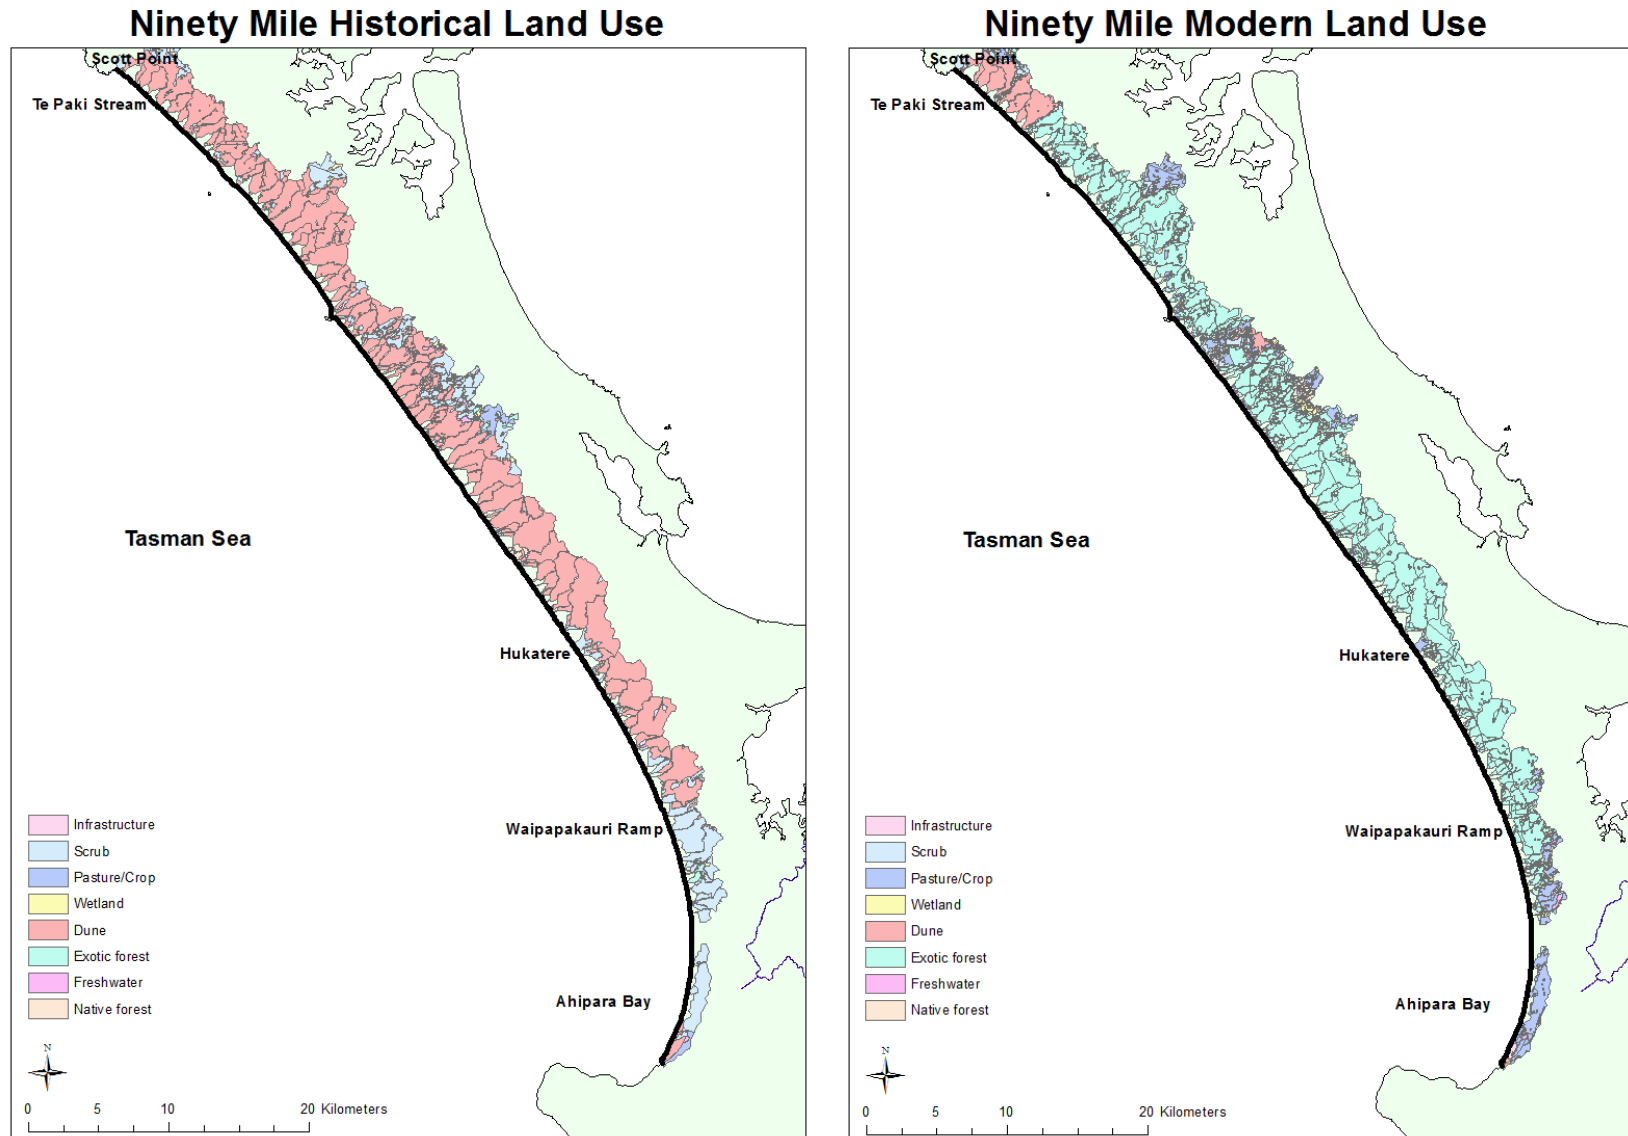 Ninety Mile Historical Land Use
Scott Point
Te Paki Stream
Tasman Sea
Hukatere
Waipapakauri Ramp
Ahipara Bay
Infrastructure
Scrub
Pasture/Crop
Wetland
Dune
Exotic forest
Freshwater
Native forest
N
0 5 10 20 Kilometers
Ninety Mile Modern Land Use
Scott Point
Te Paki Stream
Tasman Sea
Hukatere
Waipapakauri Ramp
Ahipara Bay
Infrastructure
Scrub
Pasture/Crop
Wetland
Dune
Exotic forest
Freshwater
Native forest
N
0 5 10 20 Kilometers